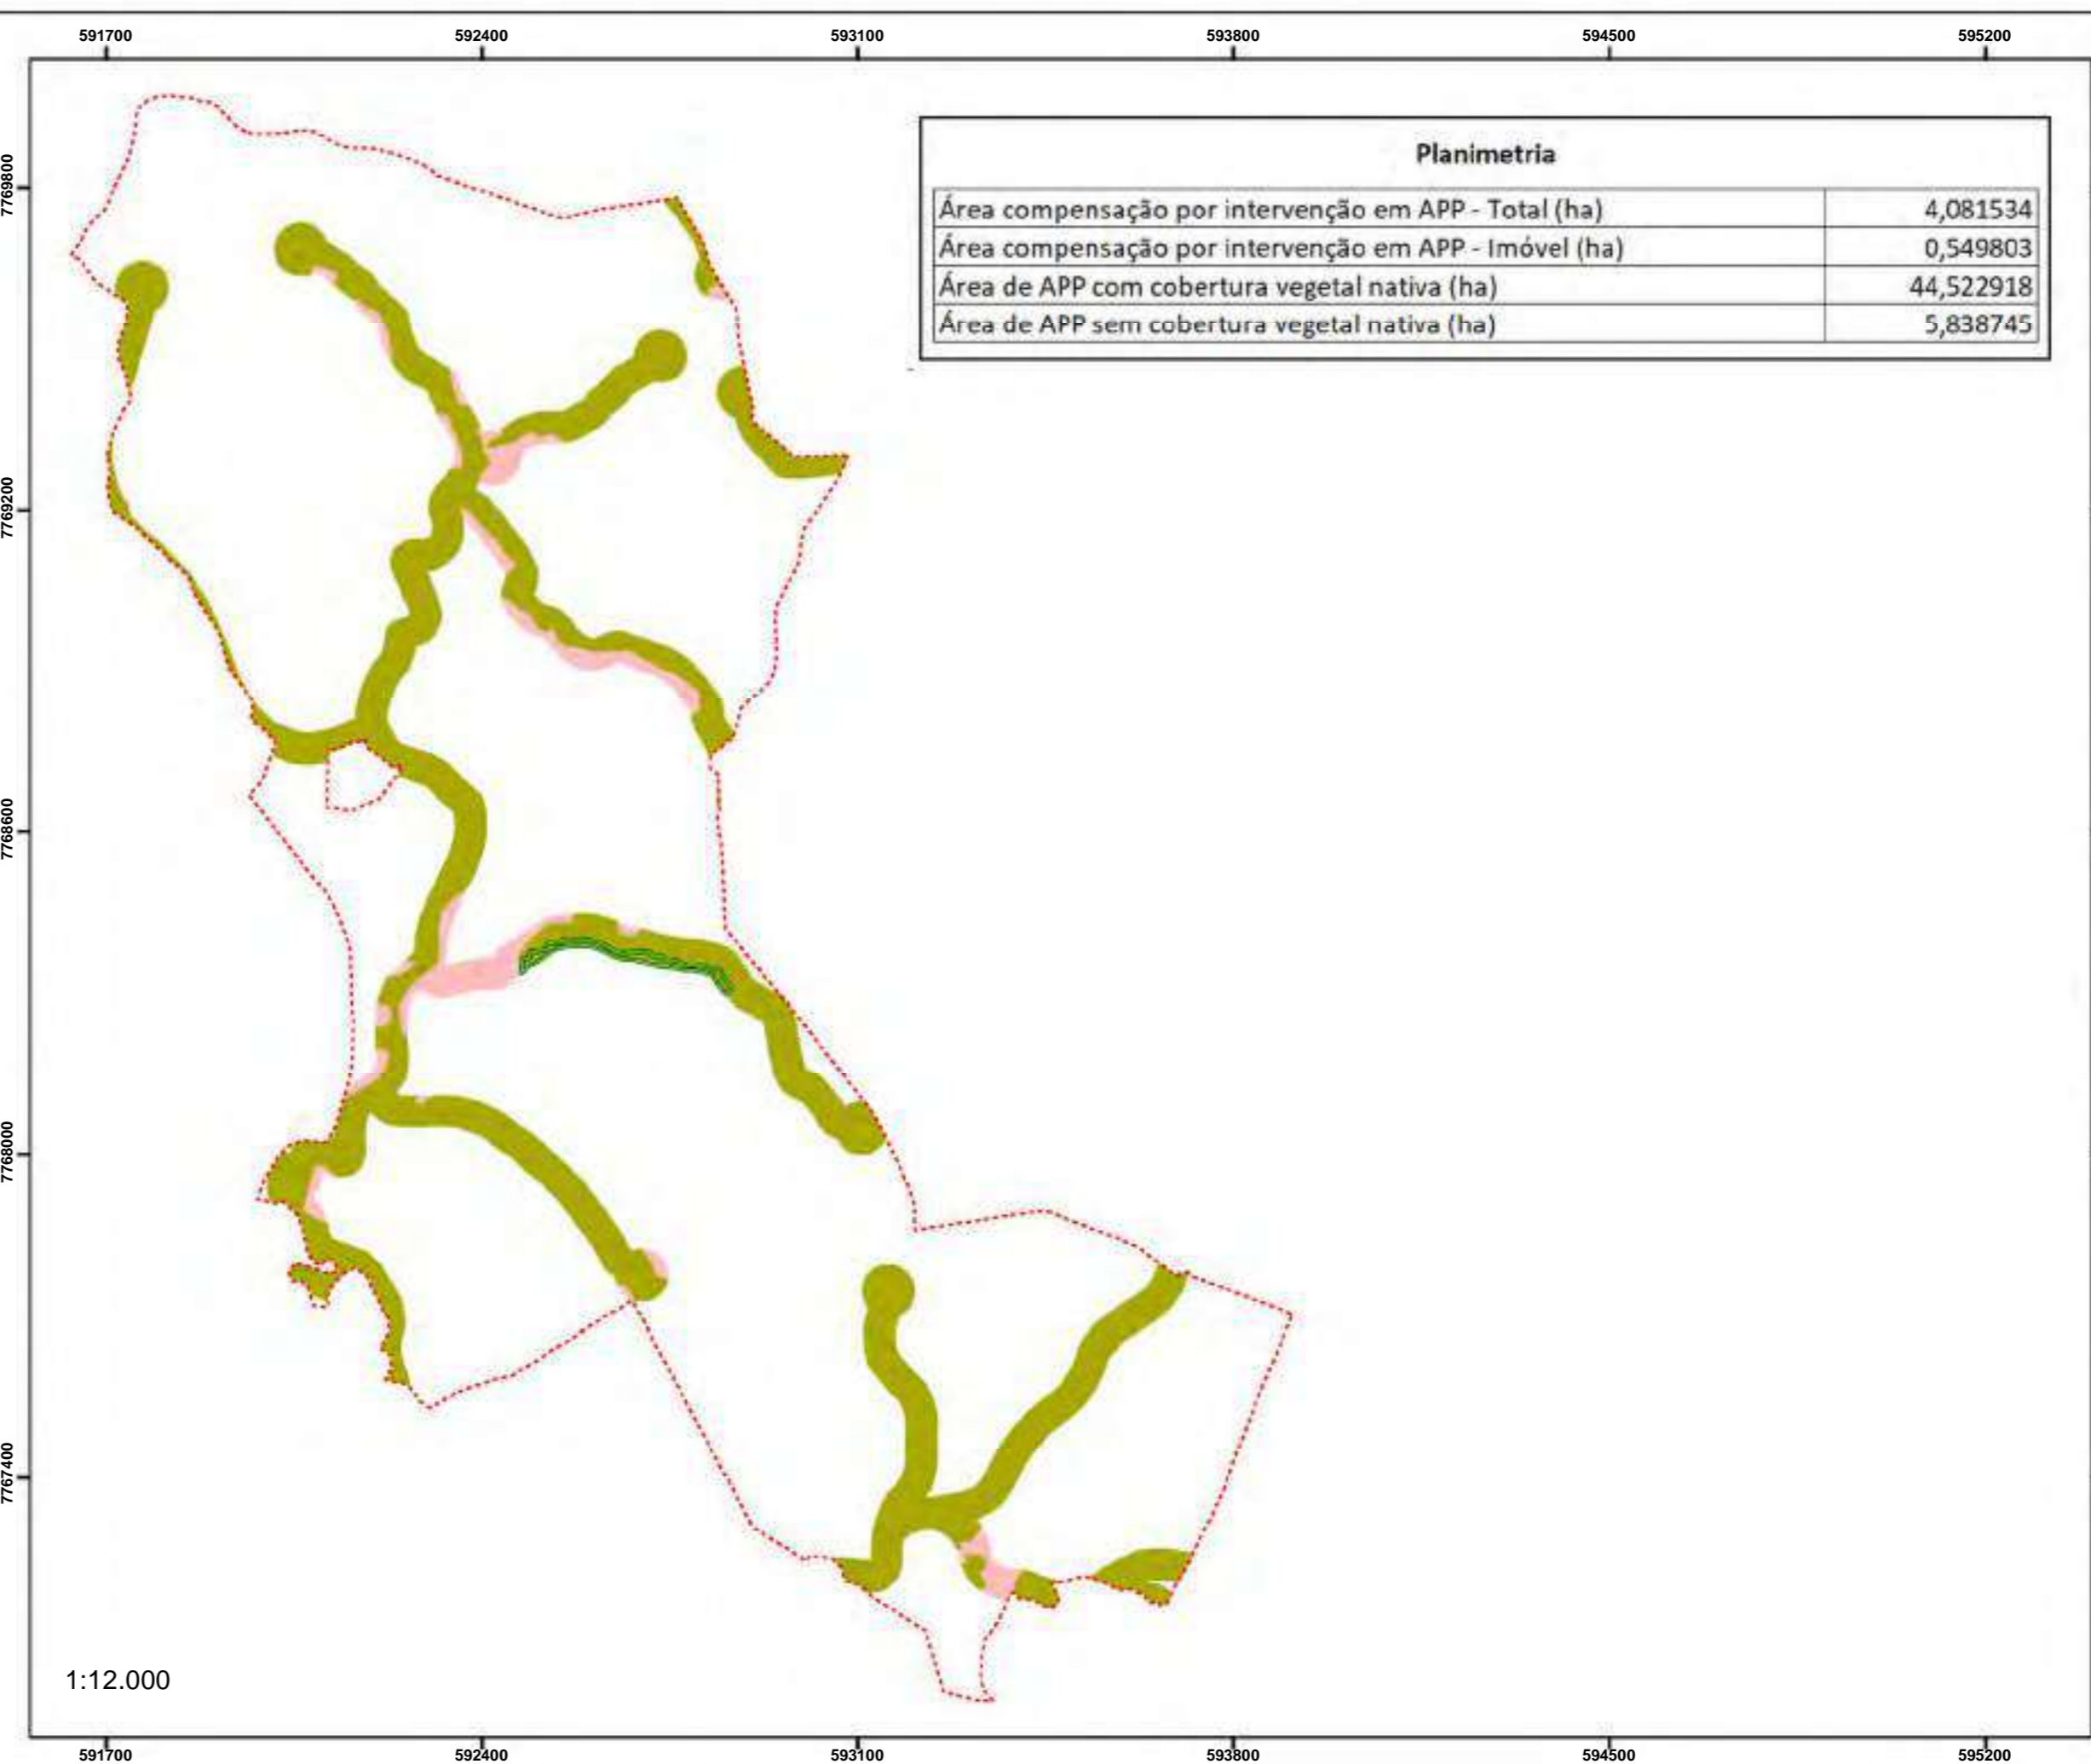 591700 592400 593100 593800 594500 595200
7769800
7769200
7768600
7768000
7767400
Planimetria
Área compensação por intervenção em APP - Total (ha) 4,081534
Área compensação por intervenção em APP - Imóvel (ha) 0,549803
Área de APP com cobertura vegetal nativa (ha) 44,522918
Área de APP sem cobertura vegetal nativa (ha) 5,838745
1:12.000
591700 592400 593100 593800 594500 595200